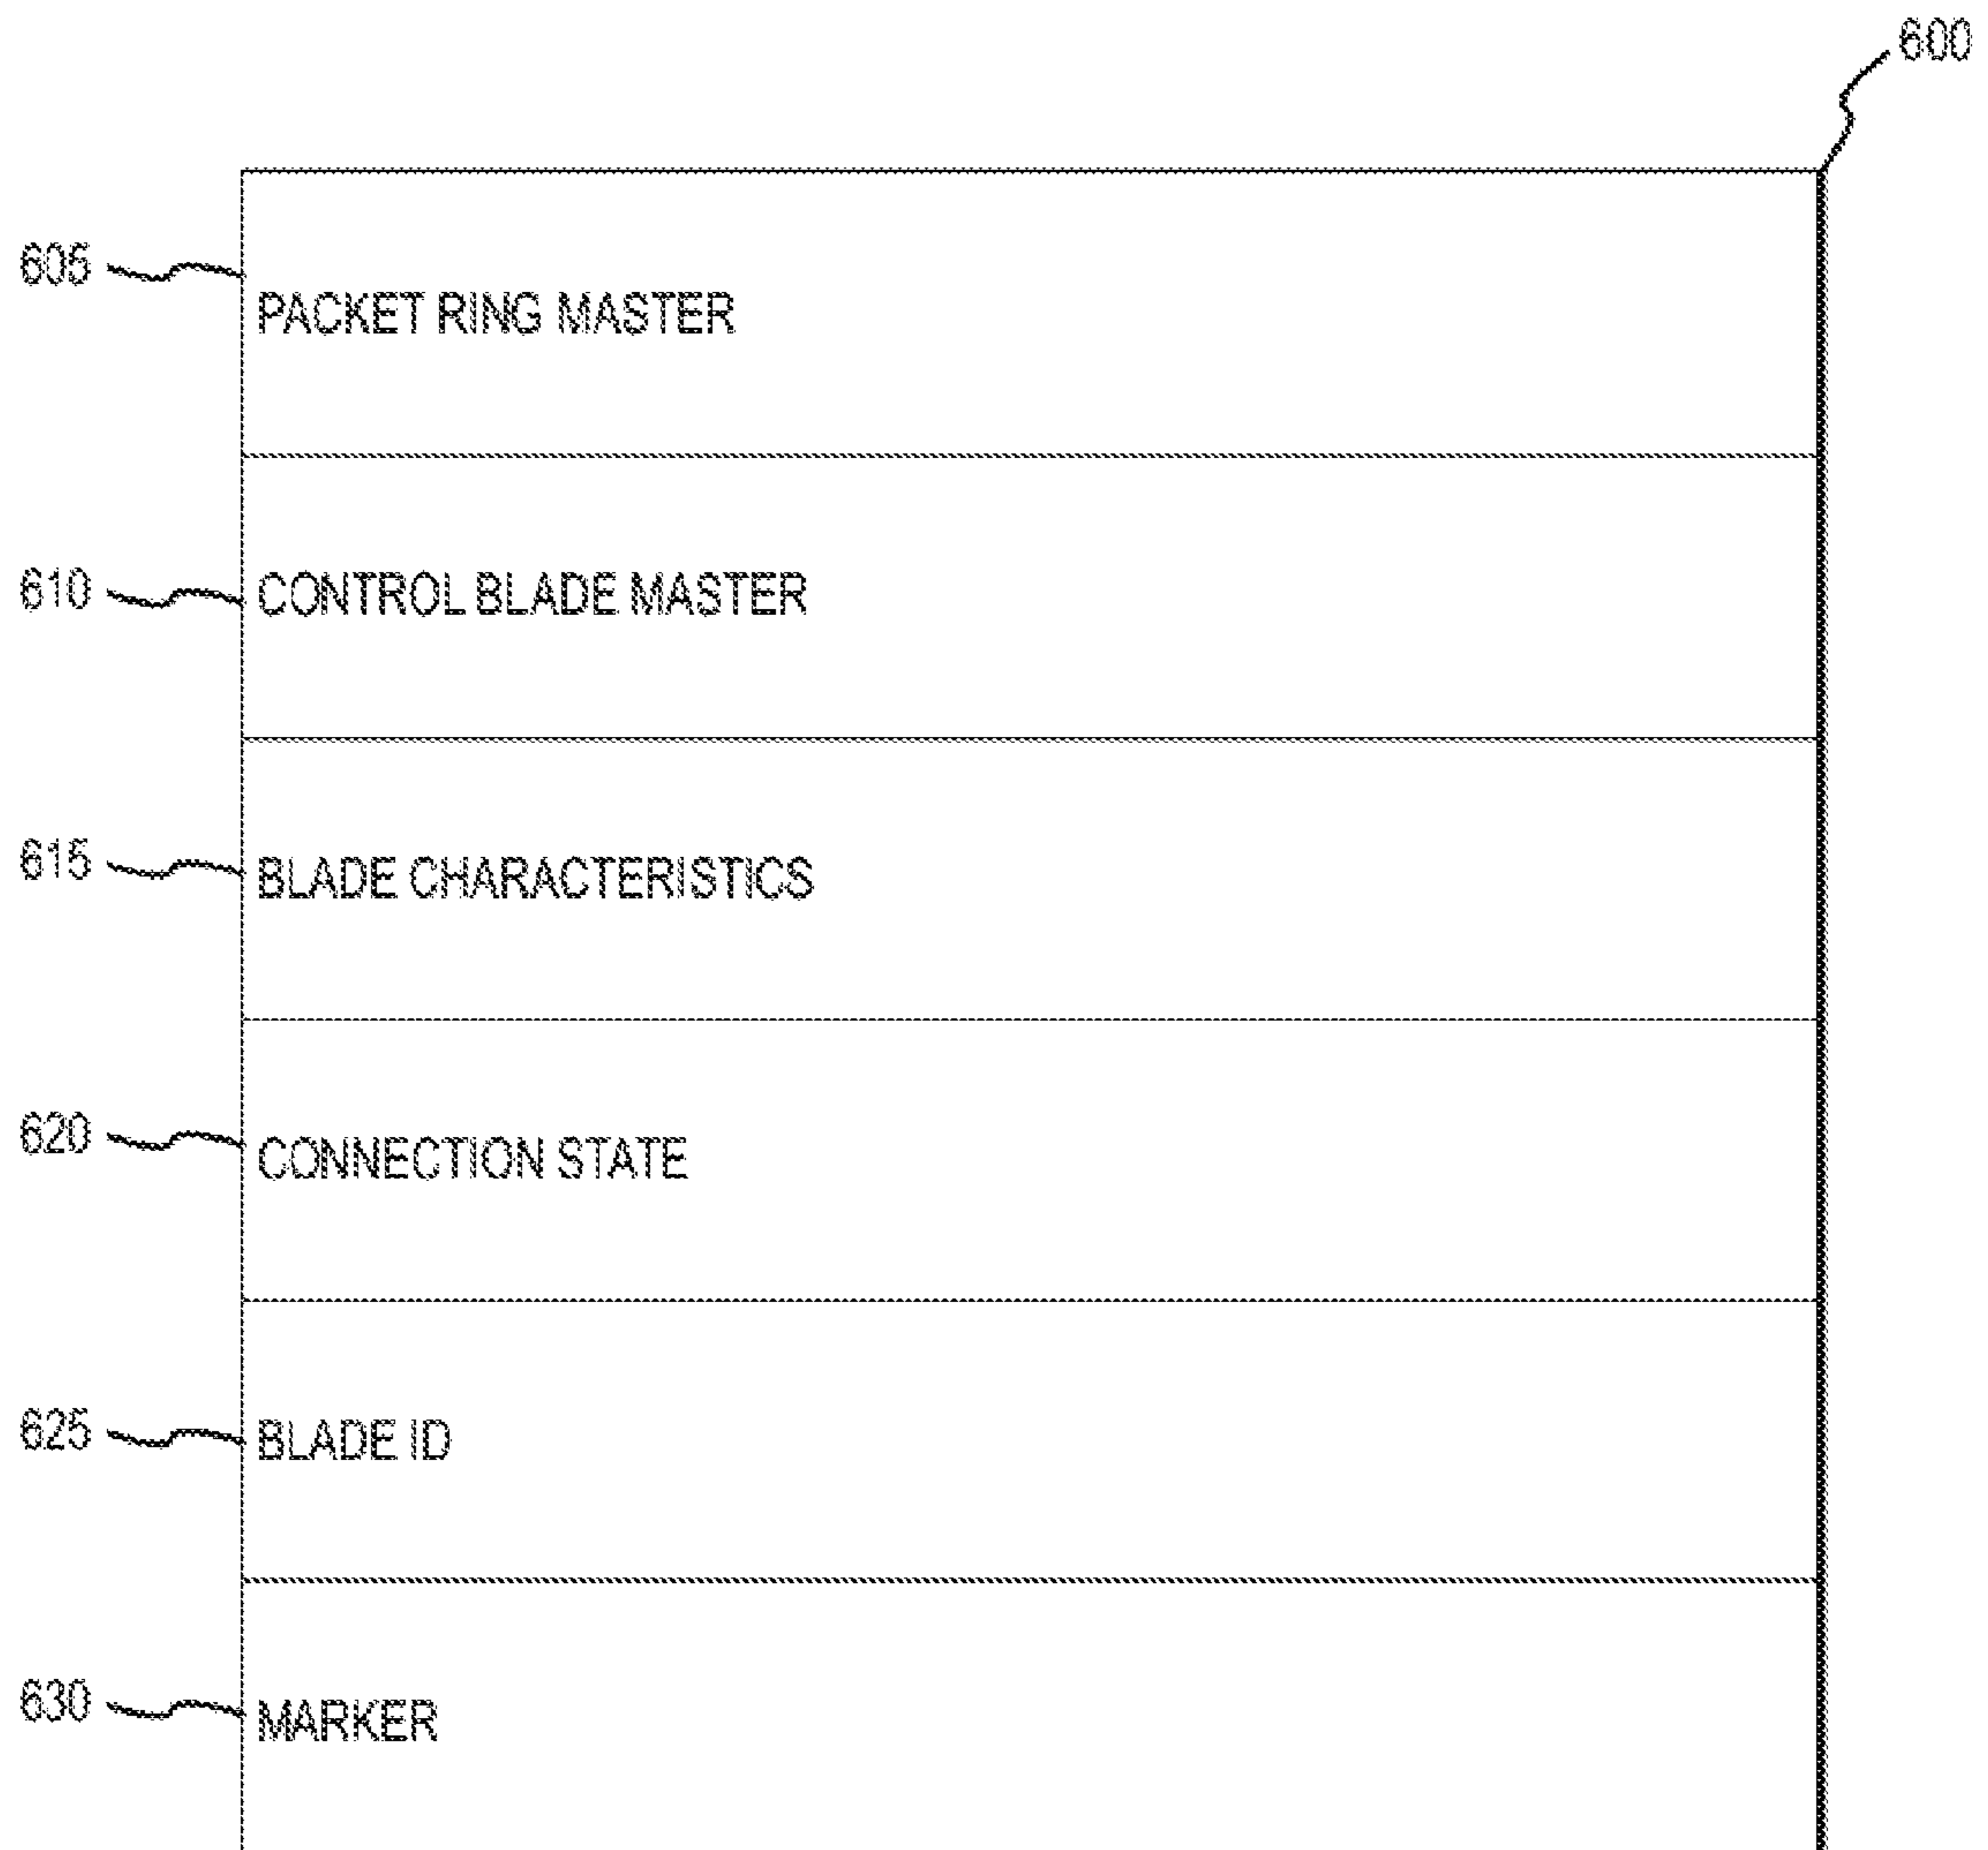 600
605
PACKET RING MASTER
610
CONTROL BLADE MASTER
615
BLADE CHARACTERISTICS
620
CONNECTION STATE
625
BLADE ID
630
MARKER